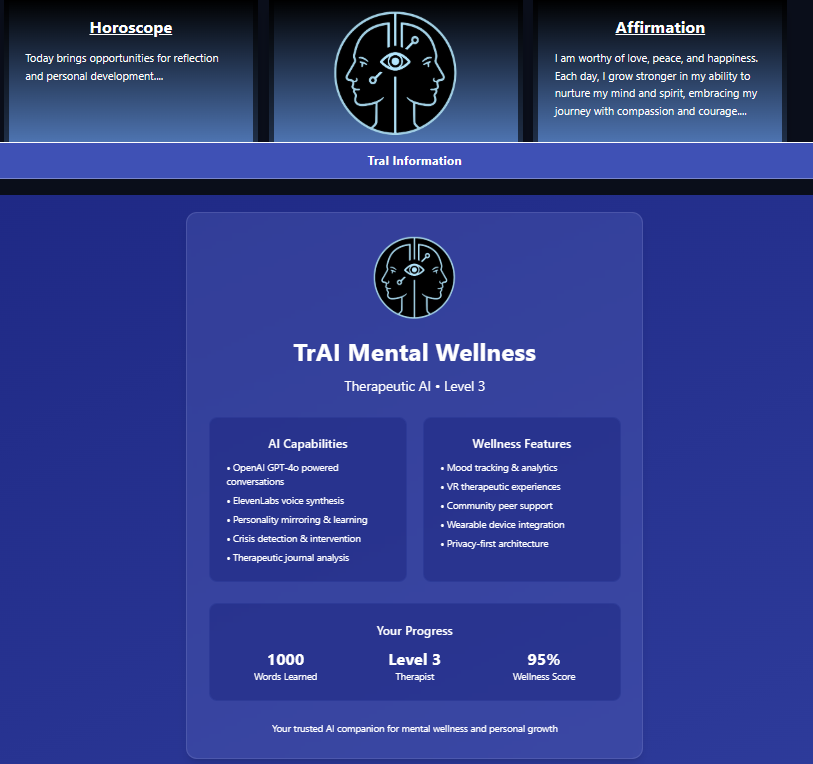 Horoscope
Today brings opportunities for reflection
and personal development....
Affirmation
I am worthy of love, peace, and happiness.
Each day, I grow stronger in my ability to
nurture my mind and spirit, embracing my
journey with compassion and courage....
TraI Information
TrAI Mental Wellness
Therapeutic AI • Level 3
AI Capabilities
• OpenAI GPT-4o powered
conversations
• ElevenLabs voice synthesis
• Personality mirroring & learning
• Crisis detection & intervention
• Therapeutic journal analysis
Wellness Features
• Mood tracking & analytics
• VR therapeutic experiences
• Community peer support
• Wearable device integration
• Privacy-first architecture
Your Progress
1000
Words Learned
Level 3
Therapist
95%
Wellness Score
Your trusted AI companion for mental wellness and personal growth